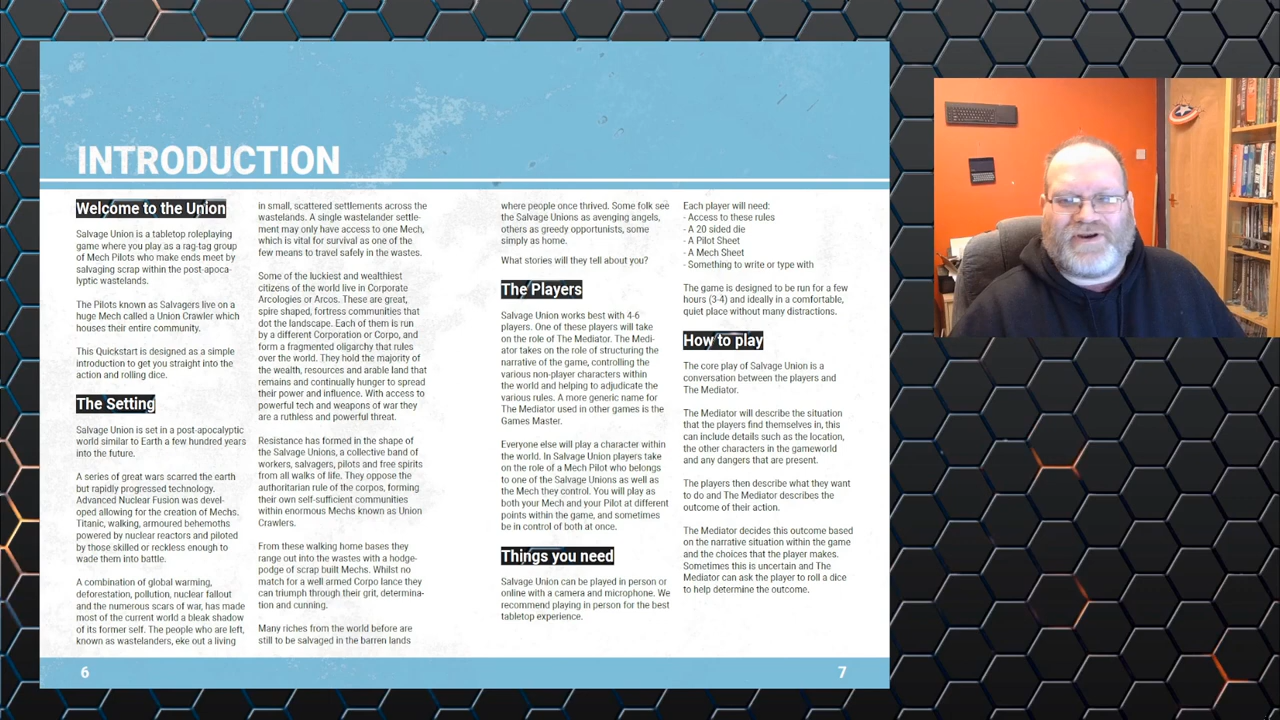 INTRODUCTION
Welcome to the Union
Salvage Union is a tabletop roleplaying
game where you play as a rag-tag group
of Mech Pilots who make ends meet by
salvaging scrap within the post-apoca-
lyptic wastelands.
The Pilots known as Salvagers live on a
huge Mech called a Union Crawler which
houses their entire community.
This Quickstart is designed as a simple
introduction to get you straight into the
action and rolling dice.
The Setting
Salvage Union is set in a post-apocalyptic
world similar to Earth a few hundred years
into the future.
A series of great wars scarred the earth
but rapidly progressed technology.
Advanced Nuclear Fusion was devel-
oped allowing for the creation of Mechs.
Titanic, walking, armoured behemoths
powered by nuclear reactors and piloted
by those skilled or reckless enough to
wade them into battle.
A combination of global warming,
deforestation, pollution, nuclear fallout
and the numerous scars of war, has made
most of the current world a bleak shadow
of its former self. The people who are left,
known as wastelanders, eke out a living
in small, scattered settlements across the
wastelands. A single wastelander settle-
ment may only have access to one Mech,
which is vital for survival as one of the
few means to travel safely in the wastes.
Some of the luckiest and wealthiest
citizens of the world live in Corporate
Arcologies or Arcos. These are great,
spire shaped, fortress communities that
dot the landscape. Each of them is run
by a different Corporation or Corpo, and
form a fragmented oligarchy that rules
over the world. They hold the majority of
the wealth, resources and arable land that
remains and continually hunger to spread
their power and influence. With access to
powerful tech and weapons of war they
are a ruthless and powerful threat.
Resistance has formed in the shape of
the Salvage Unions, a collective band of
workers, salvagers, pilots and free spirits
from all walks of life. They oppose the
authoritarian rule of the corpos, forming
their own self-sufficient communities
within enormous Mechs known as Union
Crawlers.
From these walking home bases they
range out into the wastes with a hodge-
podge of scrap built Mechs. Whilst no
match for a well armed Corpo lance they
can triumph through their grit, determina-
tion and cunning.
Many riches from the world before are
still to be salvaged in the barren lands
where people once thrived. Some folk see
the Salvage Unions as avenging angels,
others as greedy opportunists, some
simply as home.
What stories will they tell about you?
The Players
Salvage Union works best with 4-6
players. One of these players will take
on the role of The Mediator. The Medi-
ator takes on the role of structuring the
narrative of the game, controlling the
various non-player characters within
the world and helping to adjudicate the
various rules. A more generic name for
The Mediator used in other games is the
Games Master.
Everyone else will play a character within
the world. In Salvage Union players take
on the role of a Mech Pilot who belongs
to one of the Salvage Unions as well as
the Mech they control. You will play as
both your Mech and your Pilot at different
points within the game, and sometimes
be in control of both at once.
Things you need
Salvage Union can be played in person or
online with a camera and microphone. We
recommend playing in person for the best
tabletop experience.
Each player will need:
- Access to these rules
- A 20 sided die
- A Pilot Sheet
- A Mech Sheet
- Something to write or type with
The game is designed to be run for a few
hours (3-4) and ideally in a comfortable,
quiet place without many distractions.
How to play
The core play of Salvage Union is a
conversation between the players and
The Mediator.
The Mediator will describe the situation
that the players find themselves in, this
can include details such as the location,
the other characters in the gameworld
and any dangers that are present.
The players then describe what they want
to do and The Mediator describes the
outcome of their action.
The Mediator decides this outcome based
on the narrative situation within the game
and the choices that the player makes.
Sometimes this is uncertain and The
Mediator can ask the player to roll a dice
to help determine the outcome.
6
7